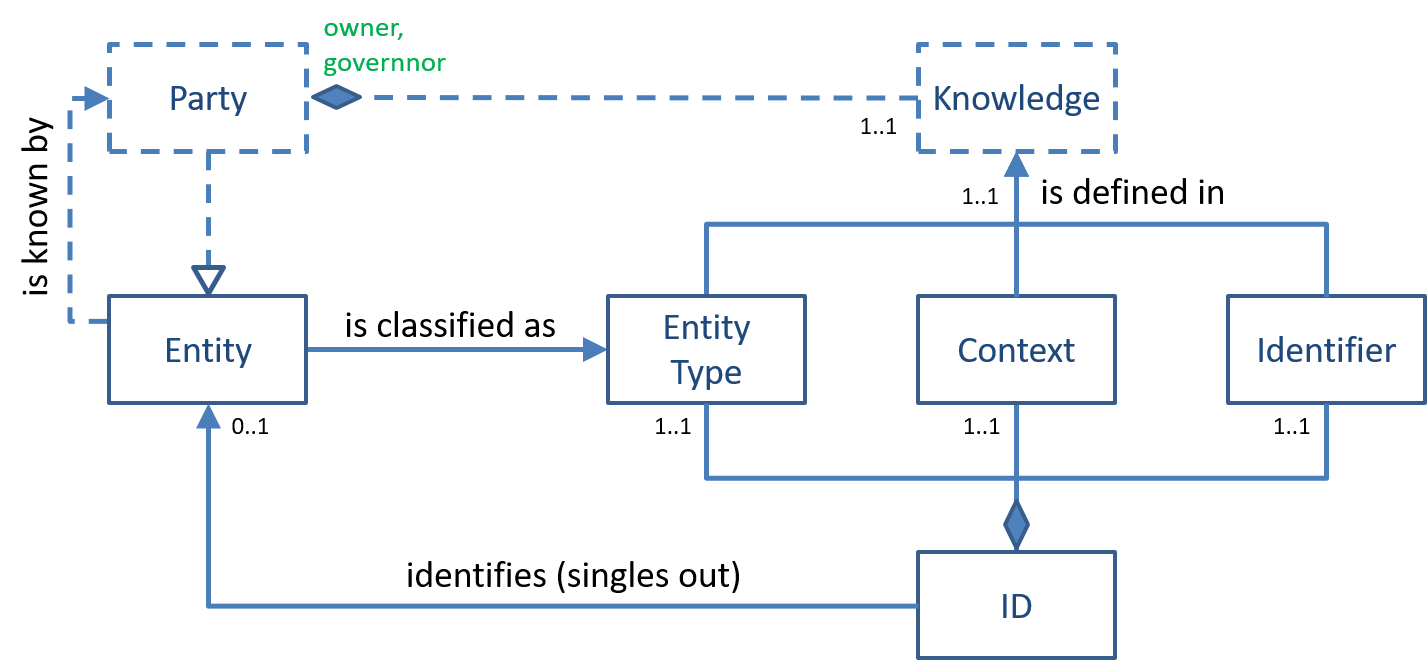 owner,
governnor
Party
Knowledge
1..1
is known by
1..1
is defined in
Entity
is classified as
Entity
Type
Context
Identifier
0..1
1..1
1..1
1..1
identifies (singles out)
ID